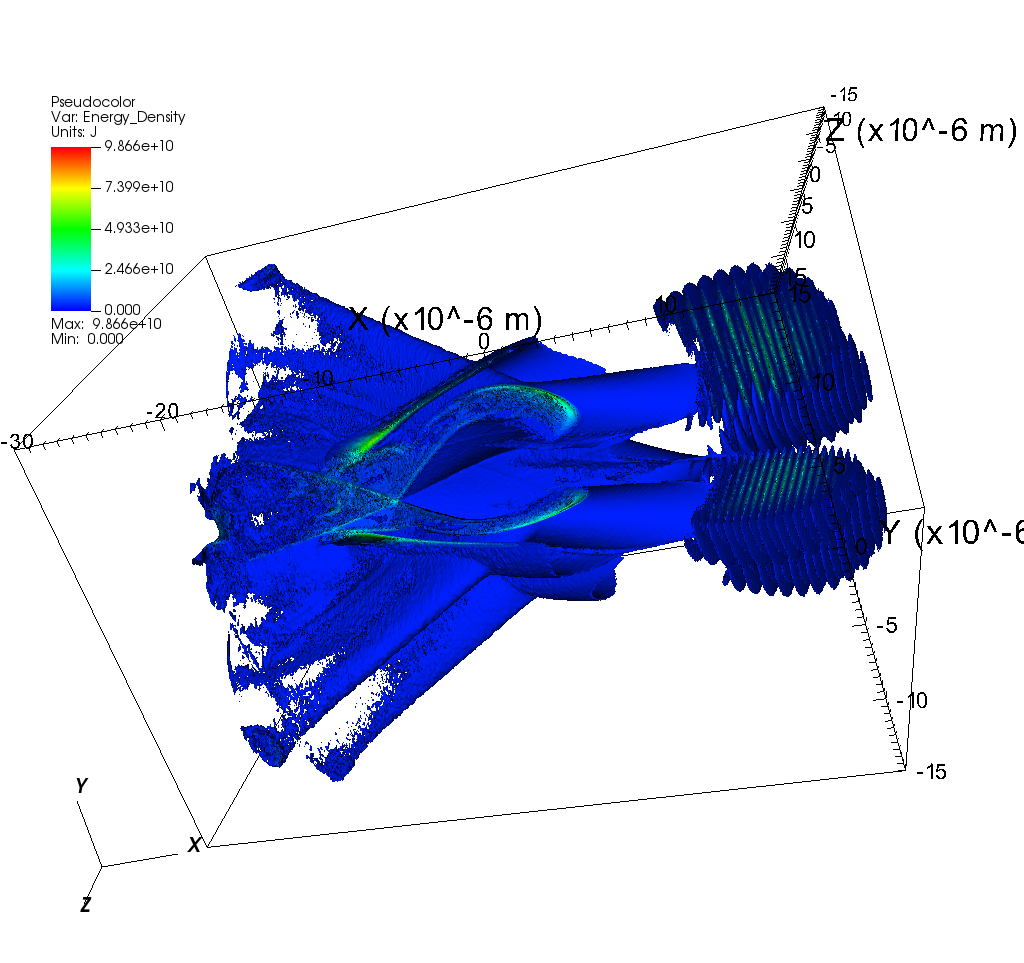 Pseudocolor
Var: Energy_Density
Units: J
9.866e+10
7.399e+10
4.933e+10
2.466e+10
0.000
Max: 9.866e+10
Min: 0.000
-15
-10
Z (x10^-6 m)
-5
0
5
10
15
15
10
X (x10^-6 m)
0
-10
-20
-30
10
5
0
Y (x10^-6
-5
-10
-15
Y
X
Z